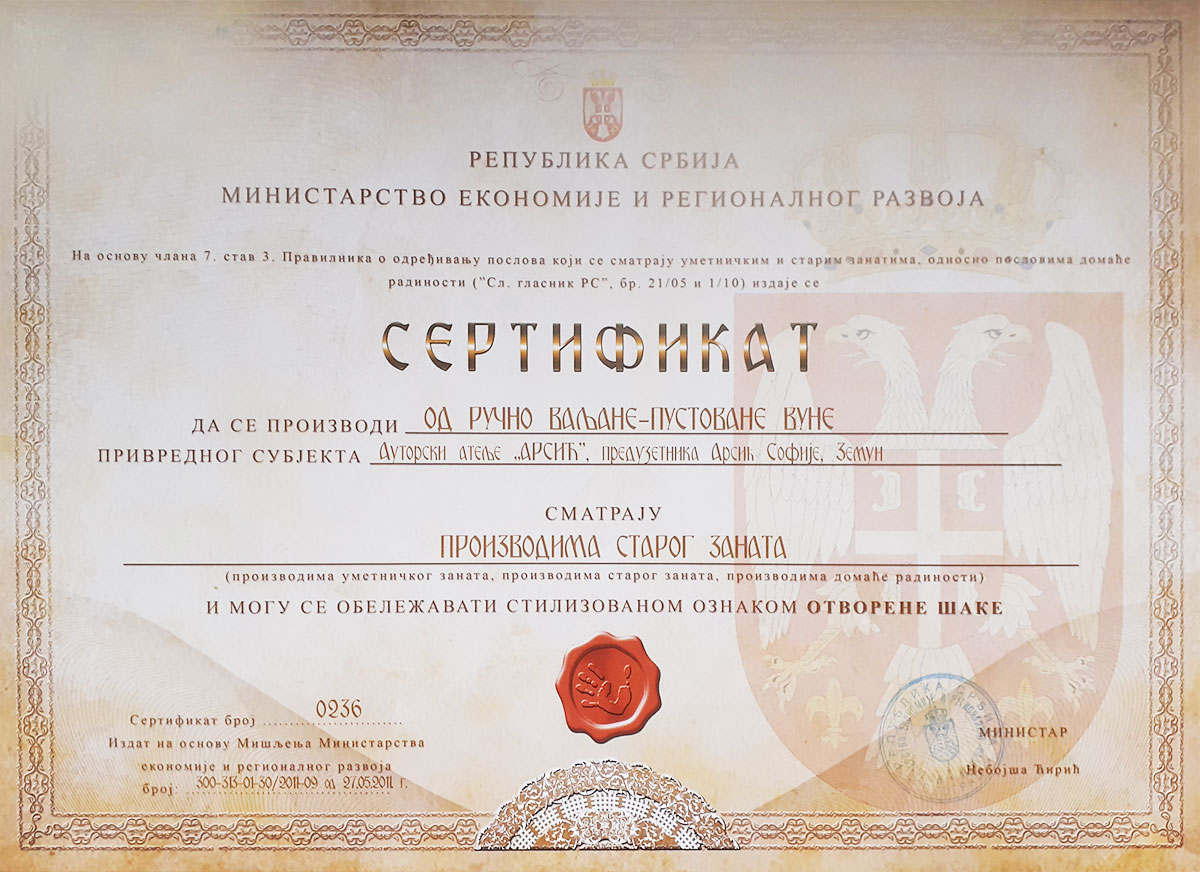 РЕПУБЛИКА СРБИЈА
МИНИСТАРСТВО ЕКОНОМИЈЕ И РЕГИОНАЛНОГ РАЗВОЈА
На основу члана 7. став 3. Правилника о одређивању послова који се сматрају уметничким и старим занатима, односно пословима домаће
радиности ("Сл. гласник РС", бр. 21/05 и 1/10) издаје се
СЕРТИФИКАТ
ДА СЕ ПРОИЗВОДИ ОД РУЧНО ВАЉАНЕ-ПУСТОВАНЕ ВУНЕ
ПРИВРЕДНОГ СУБЈЕКТА Ауторски атеље „АРСИЋ", предузетника Арсић Софије, Земун
СМАТРАЈУ
ПРОИЗВОДИМА СТАРОГ ЗАНАТА
(производима уметничког заната, производима старог заната, производима домаће радиности)
И МОГУ СЕ ОБЕЛЕЖАВАТИ СТИЛИЗОВАНОМ ОЗНАКОМ ОТВОРЕНЕ ШАКЕ
Сертификат број 0236
Издат на основу Мишљења Министарства
економије и регионалног развоја
број: 300-313-01-30/2011-09 од 27.05.2011. г.
МИНИСТАР
Небојша Ћирић